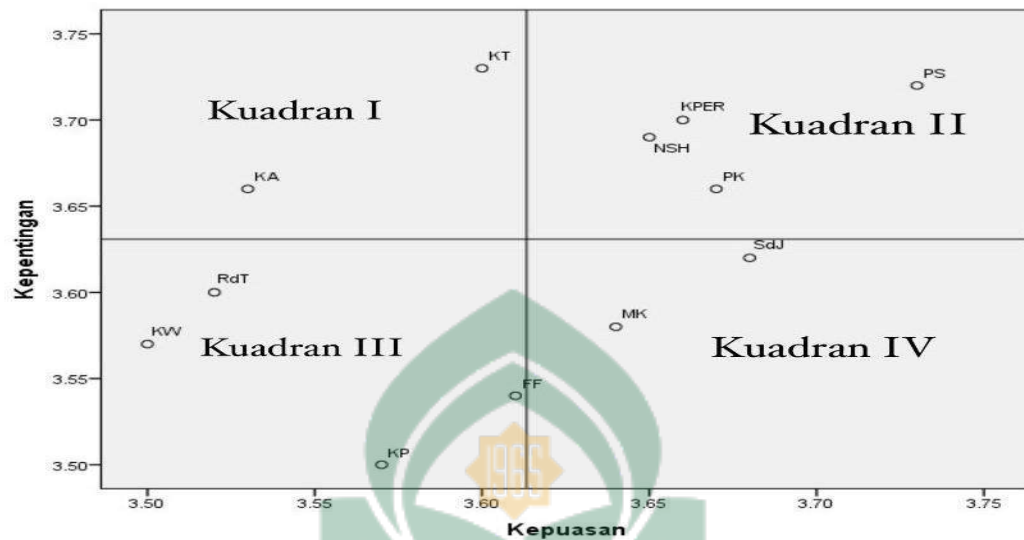 3.75
KT
PS
Kuadran I
KPER
Kuadran II
3.70
NSH
KA
PK
3.65
SdJ
RdT
3.60
MK
KW
Kuadran III
Kuadran IV
3.55
FF
KP
1965
3.50
3.50
3.55
3.60
3.65
3.70
3.75
Kepuasan
Kepentingan